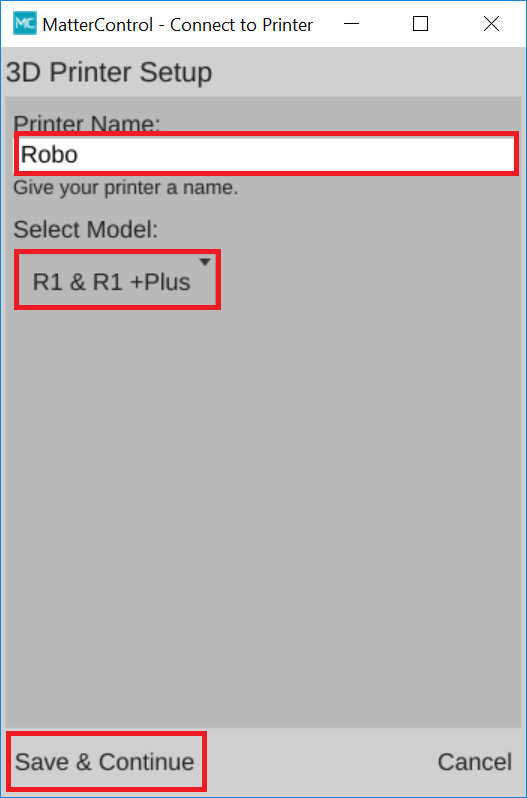 MC MatterControl - Connect to Printer
3D Printer Setup
Printer Name:
Robo
Give your printer a name.
Select Model:
R1 & R1 +Plus
Save & Continue
Cancel